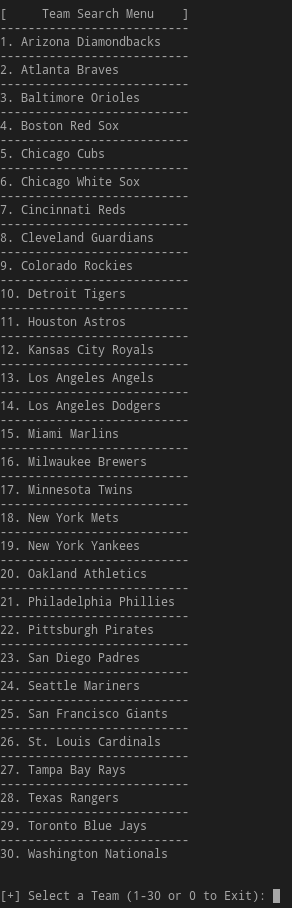 [     Team Search Menu    ]
---------------------------
1. Arizona Diamondbacks
---------------------------
2. Atlanta Braves
---------------------------
3. Baltimore Orioles
---------------------------
4. Boston Red Sox
---------------------------
5. Chicago Cubs
---------------------------
6. Chicago White Sox
---------------------------
7. Cincinnati Reds
---------------------------
8. Cleveland Guardians
---------------------------
9. Colorado Rockies
---------------------------
10. Detroit Tigers
---------------------------
11. Houston Astros
---------------------------
12. Kansas City Royals
---------------------------
13. Los Angeles Angels
---------------------------
14. Los Angeles Dodgers
---------------------------
15. Miami Marlins
---------------------------
16. Milwaukee Brewers
---------------------------
17. Minnesota Twins
---------------------------
18. New York Mets
---------------------------
19. New York Yankees
---------------------------
20. Oakland Athletics
---------------------------
21. Philadelphia Phillies
---------------------------
22. Pittsburgh Pirates
---------------------------
23. San Diego Padres
---------------------------
24. Seattle Mariners
---------------------------
25. San Francisco Giants
---------------------------
26. St. Louis Cardinals
---------------------------
27. Tampa Bay Rays
---------------------------
28. Texas Rangers
---------------------------
29. Toronto Blue Jays
---------------------------
30. Washington Nationals
[+] Select a Team (1-30 or 0 to Exit):